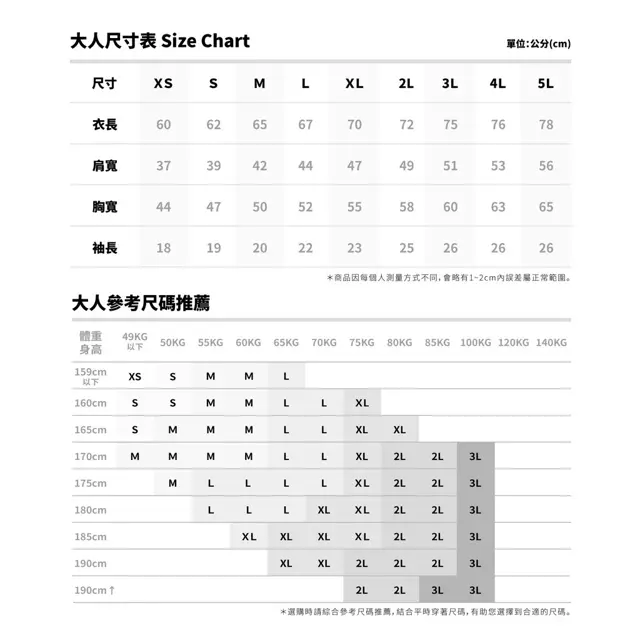 大人尺寸表 Size Chart 單位:公分(cm)
尺寸 XS S M L XL 2L 3L 4L 5L
衣長 60 62 65 67 70 72 75 76 78
肩寬 37 39 42 44 47 49 51 53 56
胸寬 44 47 50 52 55 58 60 63 65
袖長 18 19 20 22 23 25 26 26 26
＊商品因每個人測量方式不同,會略有1~2cm內誤差屬正常範圍。
大人參考尺碼推薦
體重 身高 49KG 以下 50KG 55KG 60KG 65KG 70KG 75KG 80KG 85KG 100KG 120KG 140KG
159cm 以下 XS S M M L
160cm S S M M L L XL
165cm S M M M L L XL XL
170cm M M M M L L XL 2L 2L 3L
175cm M L L L L XL 2L 2L 3L
180cm L L L XL XL 2L 2L 3L
185cm XL XL XL XL 2L 2L 3L
190cm XL XL 2L 2L 2L 3L
190cm↑ 2L 2L 3L 3L
＊選購時請綜合參考尺碼推薦,結合平時穿著尺碼,有助您選擇到合適的尺碼。